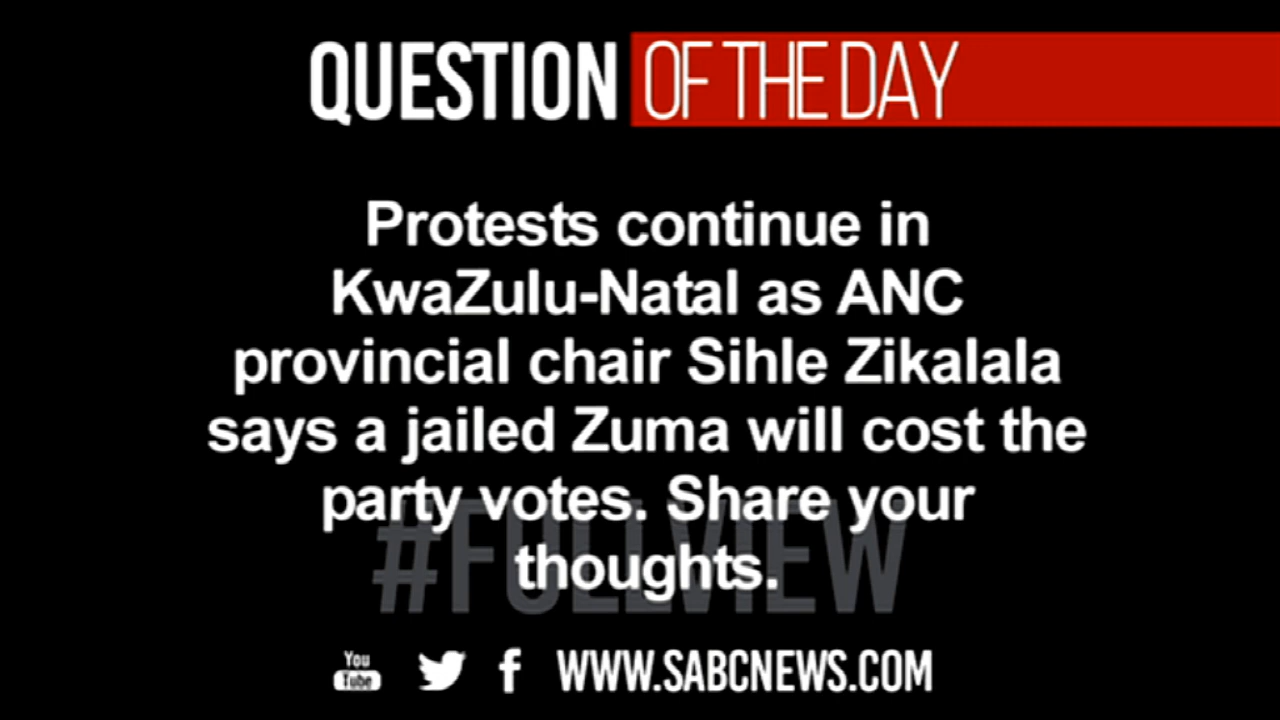 QUESTION OF THE DAY
Protests continue in
KwaZulu-Natal as ANC
provincial chair Sihle Zikalala
says a jailed Zuma will cost the
party votes. Share your
thoughts.
#FULLVIEW
You Tube WWW.SABCNEWS.COM